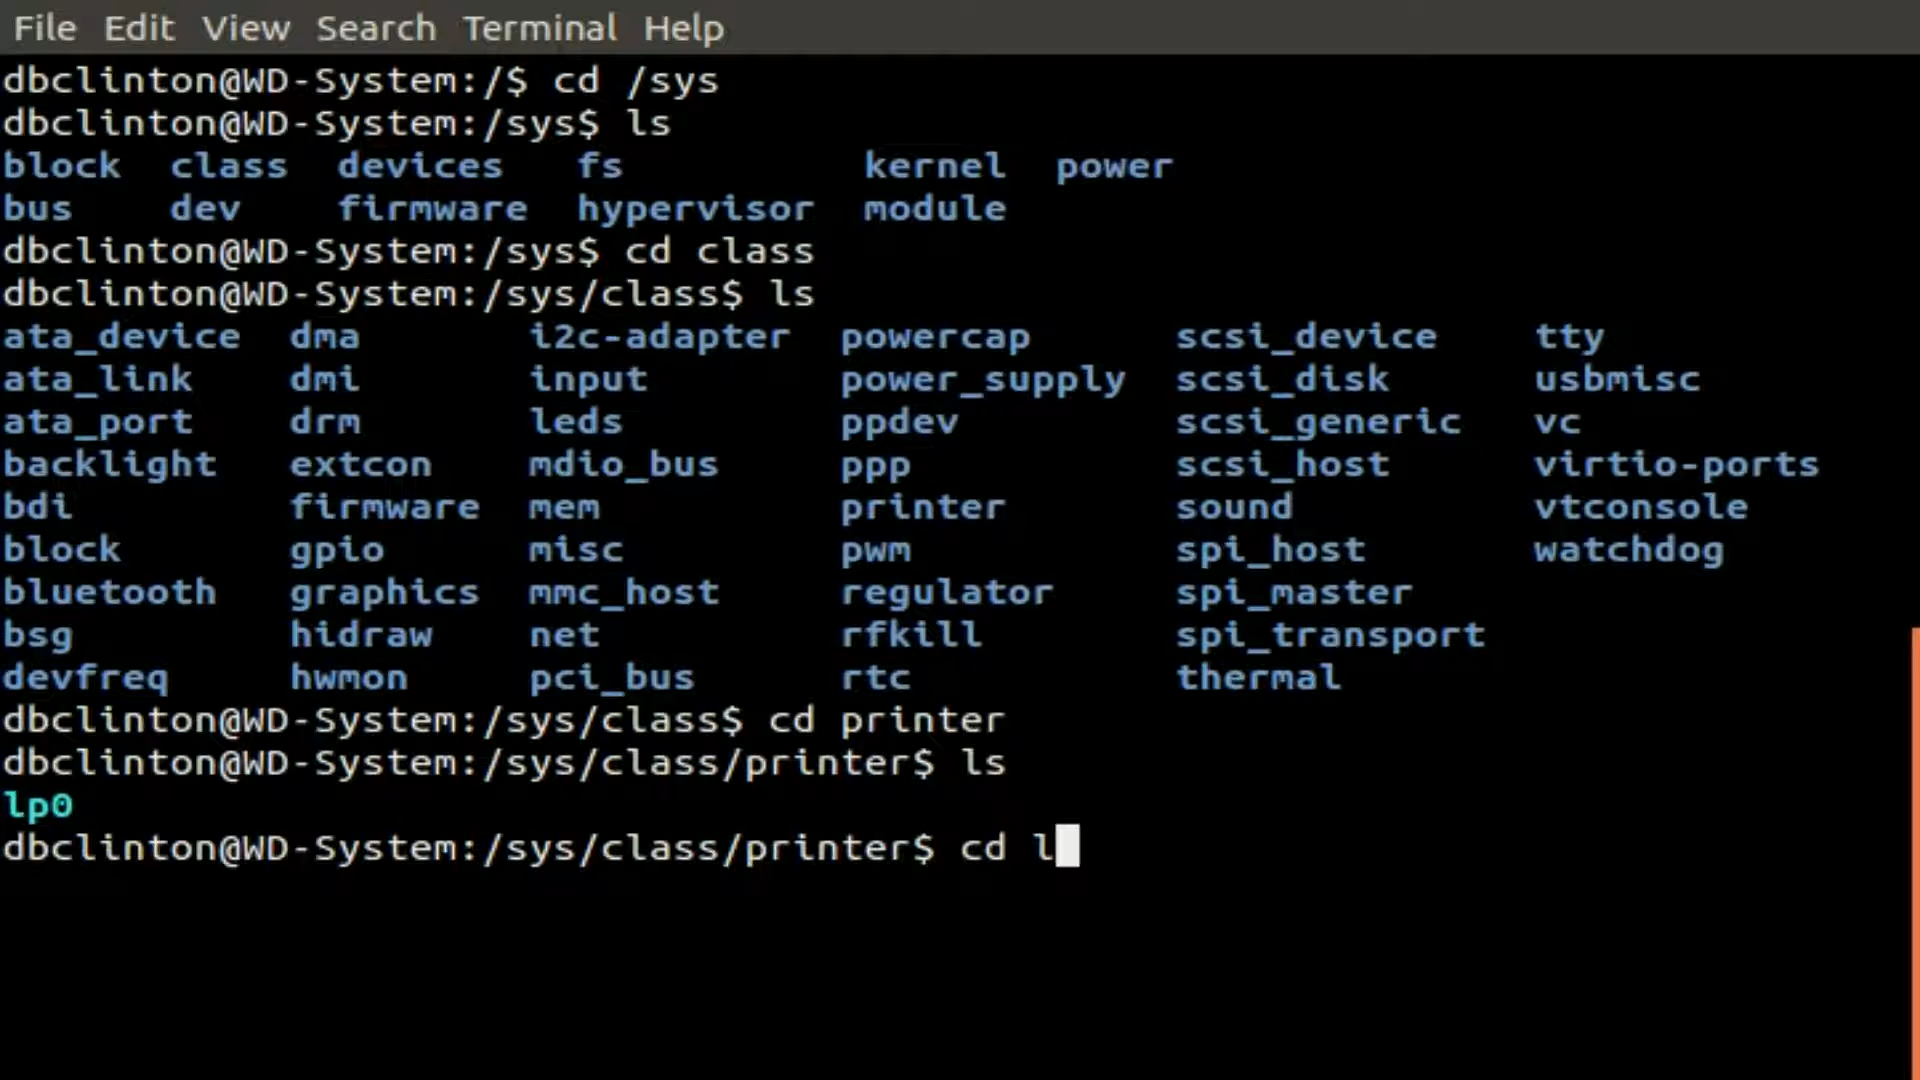 File Edit View Search Terminal Help
dbclinton@WD-System:/$ cd /sys
dbclinton@WD-System:/sys$ ls
block class devices fs kernel power
bus dev firmware hypervisor module
dbclinton@WD-System:/sys$ cd class
dbclinton@WD-System:/sys/class$ ls
ata_device dma i2c-adapter powercap scsi_device tty
ata_link dmi input power_supply scsi_disk usbmisc
ata_port drm leds ppdev scsi_generic vc
backlight extcon mdio_bus ppp scsi_host virtio-ports
bdi firmware mem printer sound vtconsole
block gpio misc pwm spi_host watchdog
bluetooth graphics mmc_host regulator spi_master
bsg hidraw net rfkill spi_transport
devfreq hwmon pci_bus rtc thermal
dbclinton@WD-System:/sys/class$ cd printer
dbclinton@WD-System:/sys/class/printer$ ls
lp0
dbclinton@WD-System:/sys/class/printer$ cd l